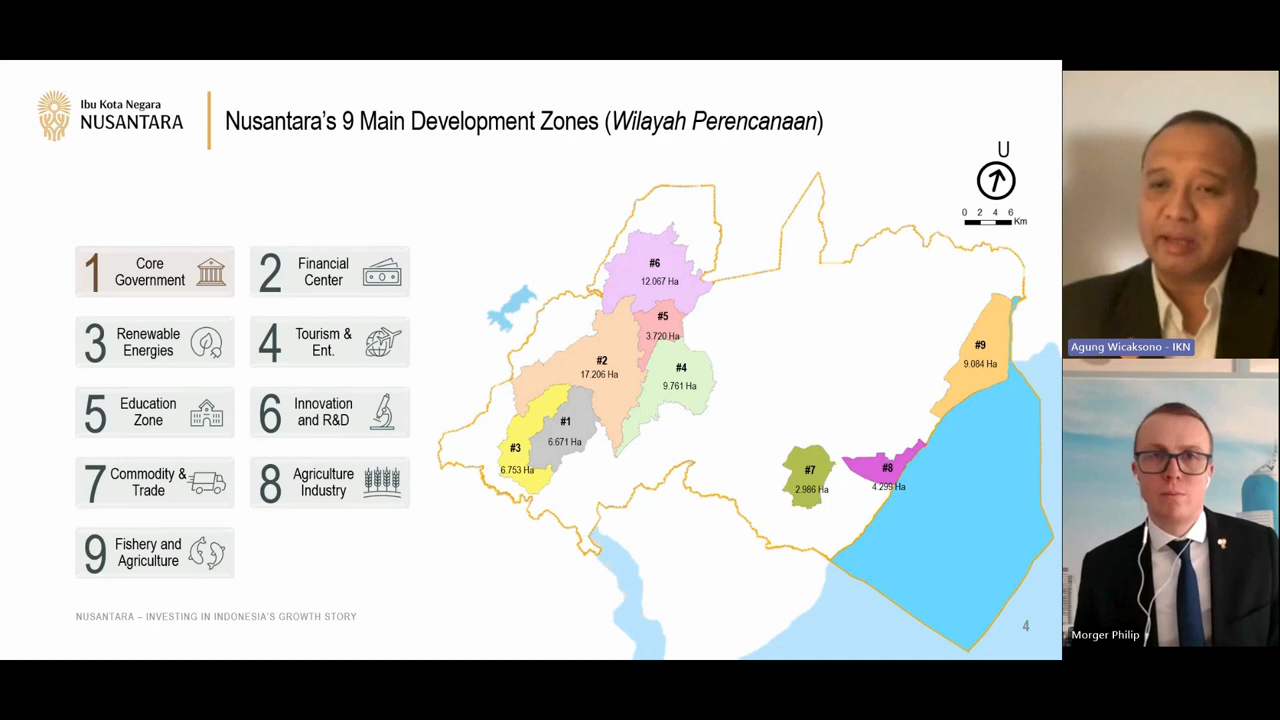 Ibu Kota Negara
NUSANTARA
Nusantara's 9 Main Development Zones (Wilayah Perencanaan)
U
0 2 4 6 Km
1 Core Government
2 Financial Center
3 Renewable Energies
4 Tourism & Ent.
5 Education Zone
6 Innovation and R&D
7 Commodity & Trade
8 Agriculture Industry
9 Fishery and Agriculture
#6
12.067 Ha
#5
3.720 Ha
#2
17.206 Ha
#4
9.761 Ha
#1
6.671 Ha
#3
6.753 Ha
#9
9.084 Ha
#7
2.986 Ha
#8
4.299 Ha
NUSANTARA – INVESTING IN INDONESIA'S GROWTH STORY
4
Agung Wicaksono - IKN
Morger Philip